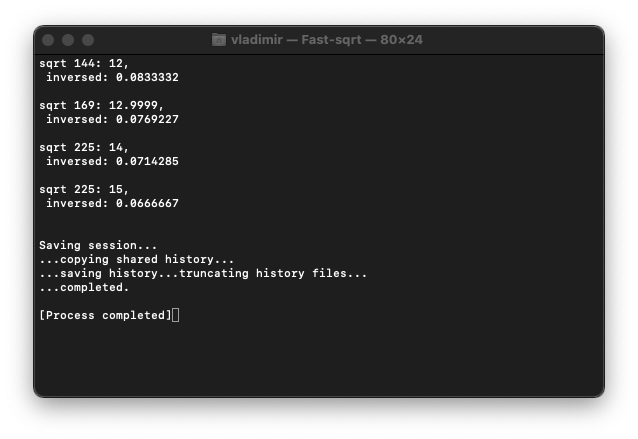 vladimir — Fast-sqrt — 80×24
sqrt 144: 12,
 inversed: 0.0833332
sqrt 169: 12.9999,
 inversed: 0.0769227
sqrt 225: 14,
 inversed: 0.0714285
sqrt 225: 15,
 inversed: 0.0666667
Saving session...
...copying shared history...
...saving history...truncating history files...
...completed.
[Process completed]